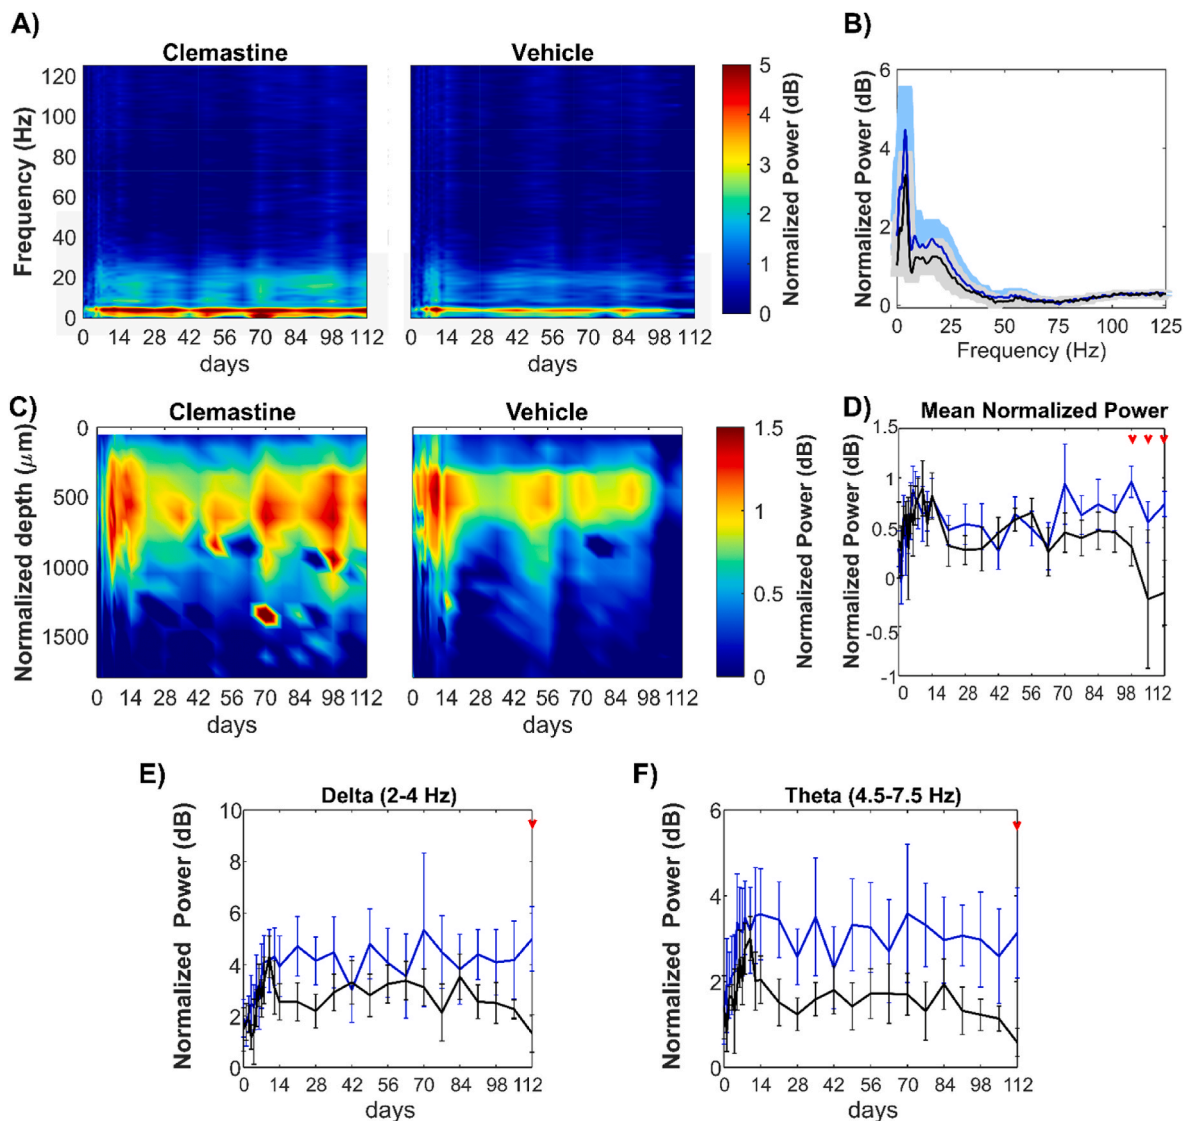 A)
Clemastine
Vehicle
Frequency (Hz)
120
100
80
60
40
20
0
0 14 28 42 56 70 84 98 112
days
0 14 28 42 56 70 84 98 112
days
5
4
3
2
1
0
Normalized Power (dB)
B)
Normalized Power (dB)
6
4
2
0
0 25 50 75 100 125
Frequency (Hz)
C)
Clemastine
Vehicle
Normalized depth (μm)
0
500
1000
1500
0 14 28 42 56 70 84 98 112
days
0 14 28 42 56 70 84 98 112
days
1.5
1
0.5
0
Normalized Power (dB)
D)
Mean Normalized Power
Normalized Power (dB)
1.5
1
0.5
0
-0.5
-1
0 14 28 42 56 70 84 98 112
days
E)
Delta (2-4 Hz)
Normalized Power (dB)
10
8
6
4
2
0
0 14 28 42 56 70 84 98 112
days
F)
Theta (4.5-7.5 Hz)
Normalized Power (dB)
6
4
2
0
0 14 28 42 56 70 84 98 112
days